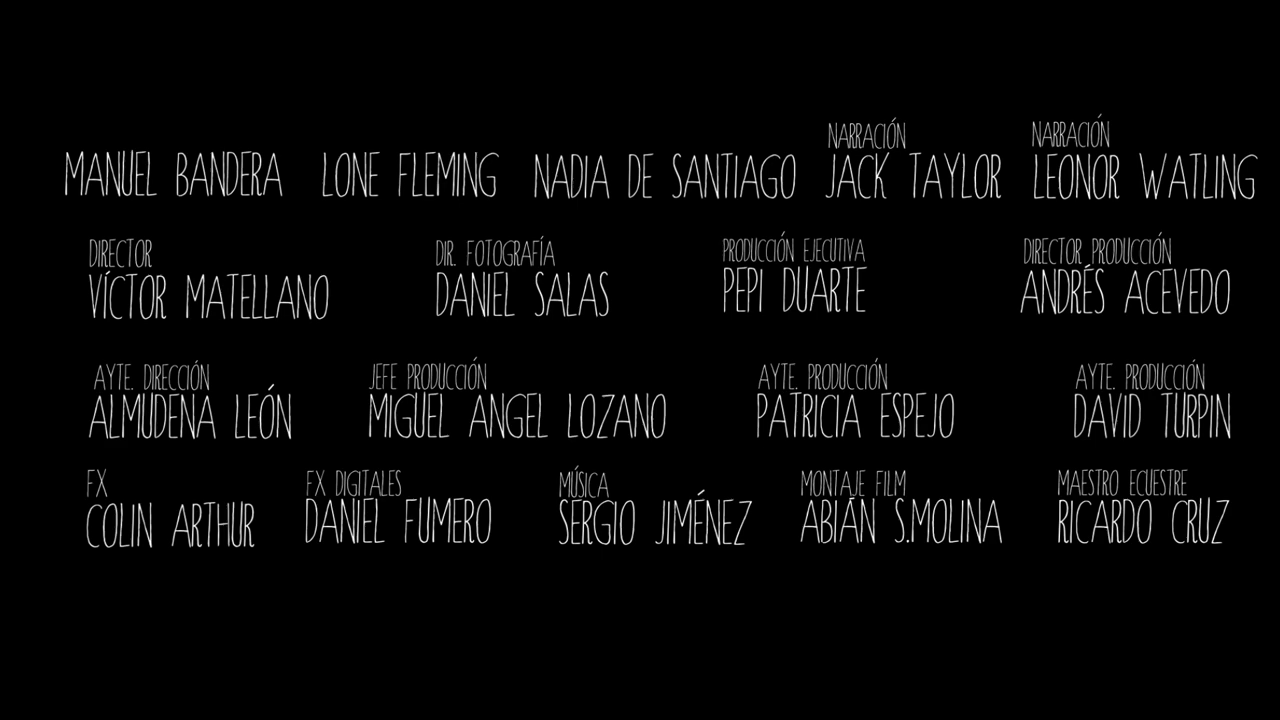 MANUEL BANDERA
LONE FLEMING
NADIA DE SANTIAGO
NARRACIÓN
JACK TAYLOR
NARRACIÓN
LEONOR WATLING
DIRECTOR
VÍCTOR MATELLANO
DIR. FOTOGRAFÍA
DANIEL SALAS
PRODUCCIÓN EJECUTIVA
PEPI DUARTE
DIRECTOR PRODUCCIÓN
ANDRÉS ACEVEDO
AYTE. DIRECCIÓN
ALMUDENA LEÓN
JEFE PRODUCCIÓN
MIGUEL ANGEL LOZANO
AYTE. PRODUCCIÓN
PATRICIA ESPEJO
AYTE. PRODUCCIÓN
DAVID TURPIN
FX
COLIN ARTHUR
FX DIGITALES
DANIEL FUMERO
MÚSICA
SERGIO JIMÉNEZ
MONTAJE FILM
ABIÁN S.MOLINA
MAESTRO ECUESTRE
RICARDO CRUZ